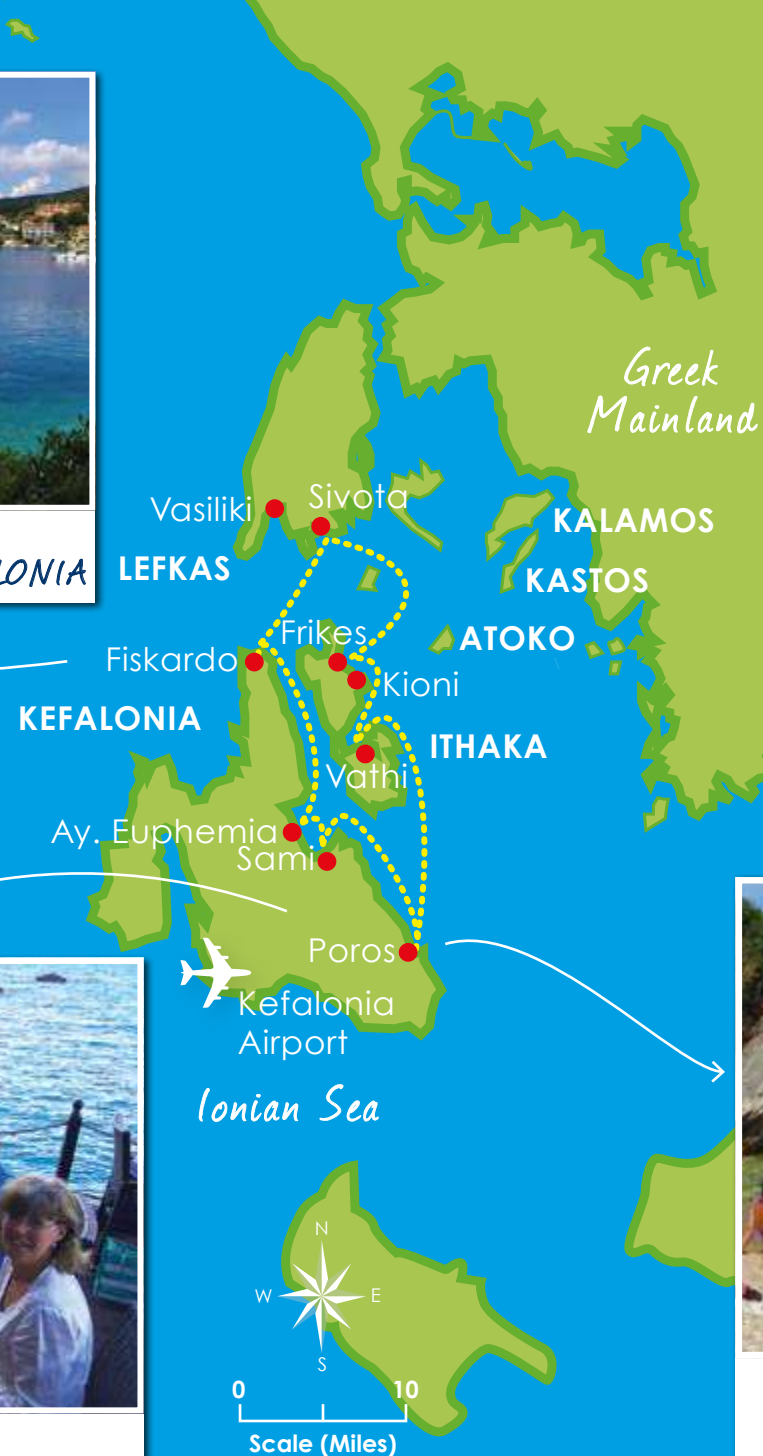 Greek
Mainland
Vasiliki
Sivota
KALAMOS
LONIA
LEFKAS
KASTOS
Frikes
ATOKO
Fiskardo
Kioni
KEFALONIA
ITHAKA
Vathi
Ay. Euphemia
Sami
Poros
Kefalonia
Airport
Ionian Sea
N
W
E
S
0
10
Scale (Miles)